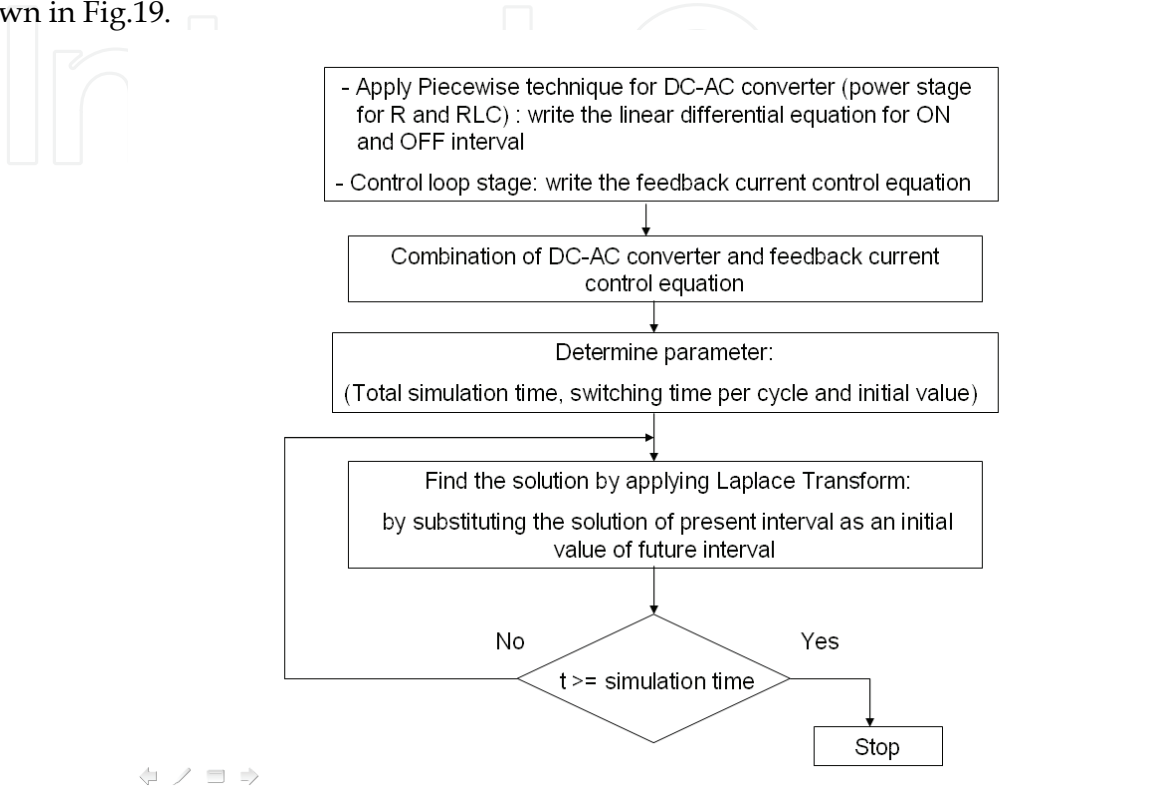 wn in Fig.19.
- Apply Piecewise technique for DC-AC converter (power stage
for R and RLC) : write the linear differential equation for ON
and OFF interval
- Control loop stage: write the feedback current control equation
Combination of DC-AC converter and feedback current
control equation
Determine parameter:
(Total simulation time, switching time per cycle and initial value)
Find the solution by applying Laplace Transform:
by substituting the solution of present interval as an initial
value of future interval
No
Yes
t >= simulation time
Stop